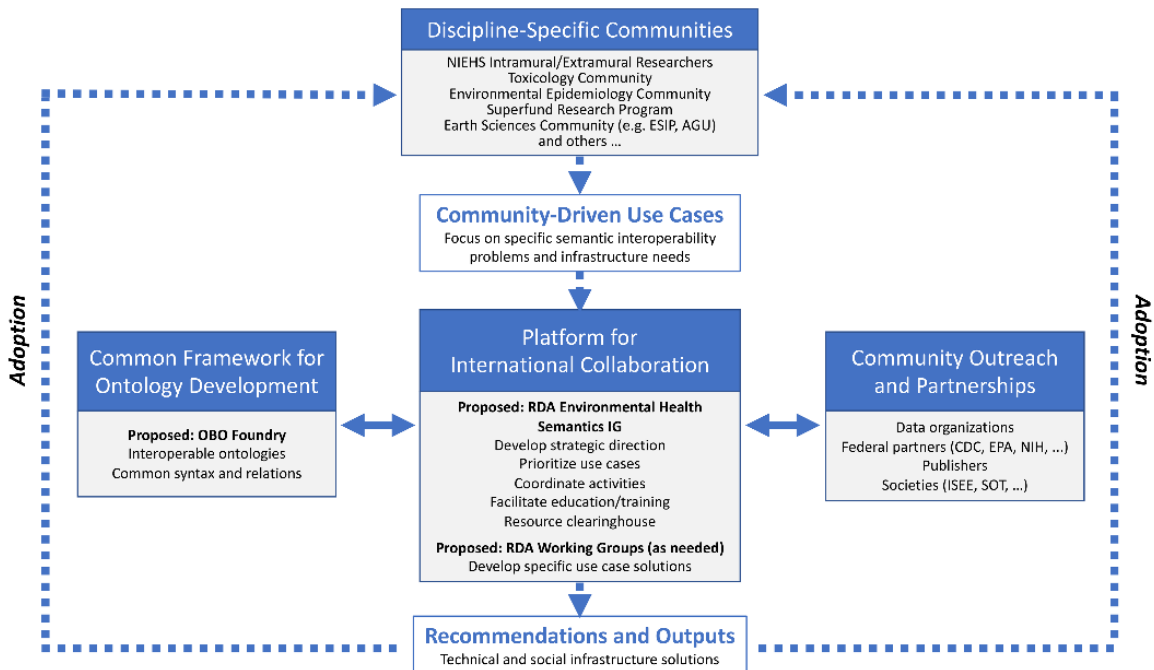 Discipline-Specific Communities
NIEHS Intramural/Extramural Researchers
Toxicology Community
Environmental Epidemiology Community
Superfund Research Program
Earth Sciences Community (e.g. ESIP, AGU)
and others ...
Community-Driven Use Cases
Focus on specific semantic interoperability
problems and infrastructure needs
Adoption
Common Framework for
Ontology Development
Proposed: OBO Foundry
Interoperable ontologies
Common syntax and relations
Platform for
International Collaboration
Proposed: RDA Environmental Health
Semantics IG
Develop strategic direction
Prioritize use cases
Coordinate activities
Facilitate education/training
Resource clearinghouse
Proposed: RDA Working Groups (as needed)
Develop specific use case solutions
Community Outreach
and Partnerships
Data organizations
Federal partners (CDC, EPA, NIH, ...)
Publishers
Societies (ISEE, SOT, ...)
Adoption
Recommendations and Outputs
Technical and social infrastructure solutions